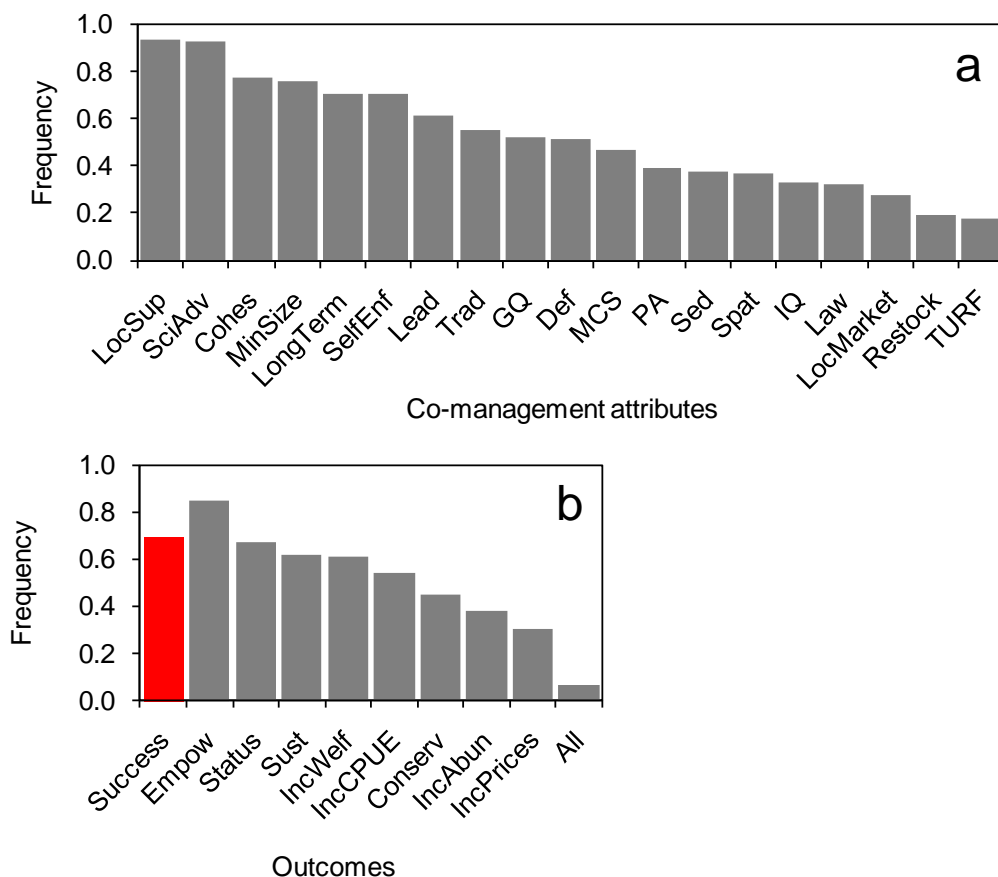 a
Frequency
1.0
0.8
0.6
0.4
0.2
0.0
LocSup
SciAdv
Cohes
MinSize
LongTerm
SelfEnf
Lead
Trad
GQ
Def
MCS
PA
Sed
Spat
IQ
Law
LocMarket
Restock
TURF
Co-management attributes
b
Frequency
1.0
0.8
0.6
0.4
0.2
0.0
Success
Empow
Status
Sust
IncWelf
IncCPUE
Conserv
IncAbun
IncPrices
All
Outcomes